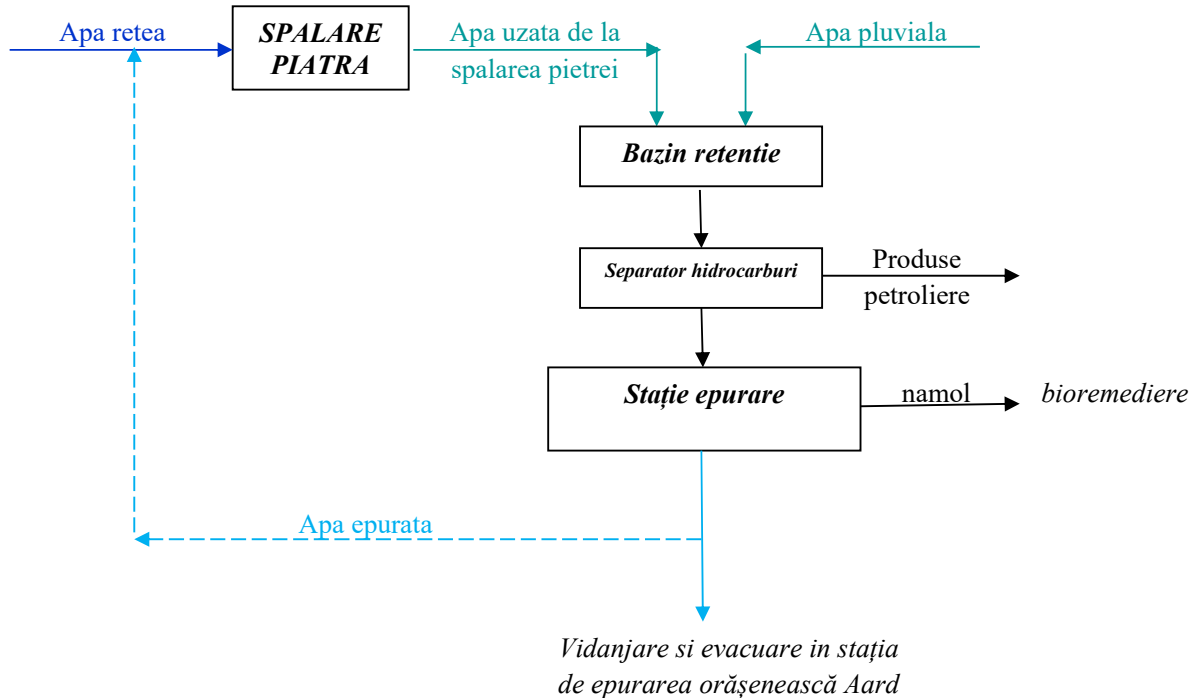 Apa retea
SPALARE
PIATRA
Apa uzata de la
spalarea pietrei
Apa pluviala
Bazin retentie
Separator hidrocarburi
Produse
petroliere
Stație epurare
namol
bioremediere
Apa epurata
Vidanjare si evacuare in stația
de epurarea orășenească Aard